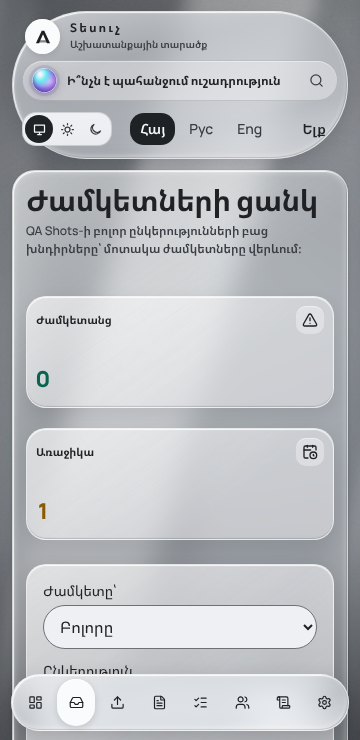 Տեսուչ
Աշխատանքային տարածք
Ի՞նչն է պահանջում ուշադրություն
Հայ Рус Eng Ելք
Ժամկետների ցանկ
QA Shots-ի բոլոր ընկերությունների բաց
խնդիրները՝ մոտակա ժամկետները վերևում:
Ժամկետանց
0
Առաջիկա
1
Ժամկետը՝
Բոլորը
Ընկերություն